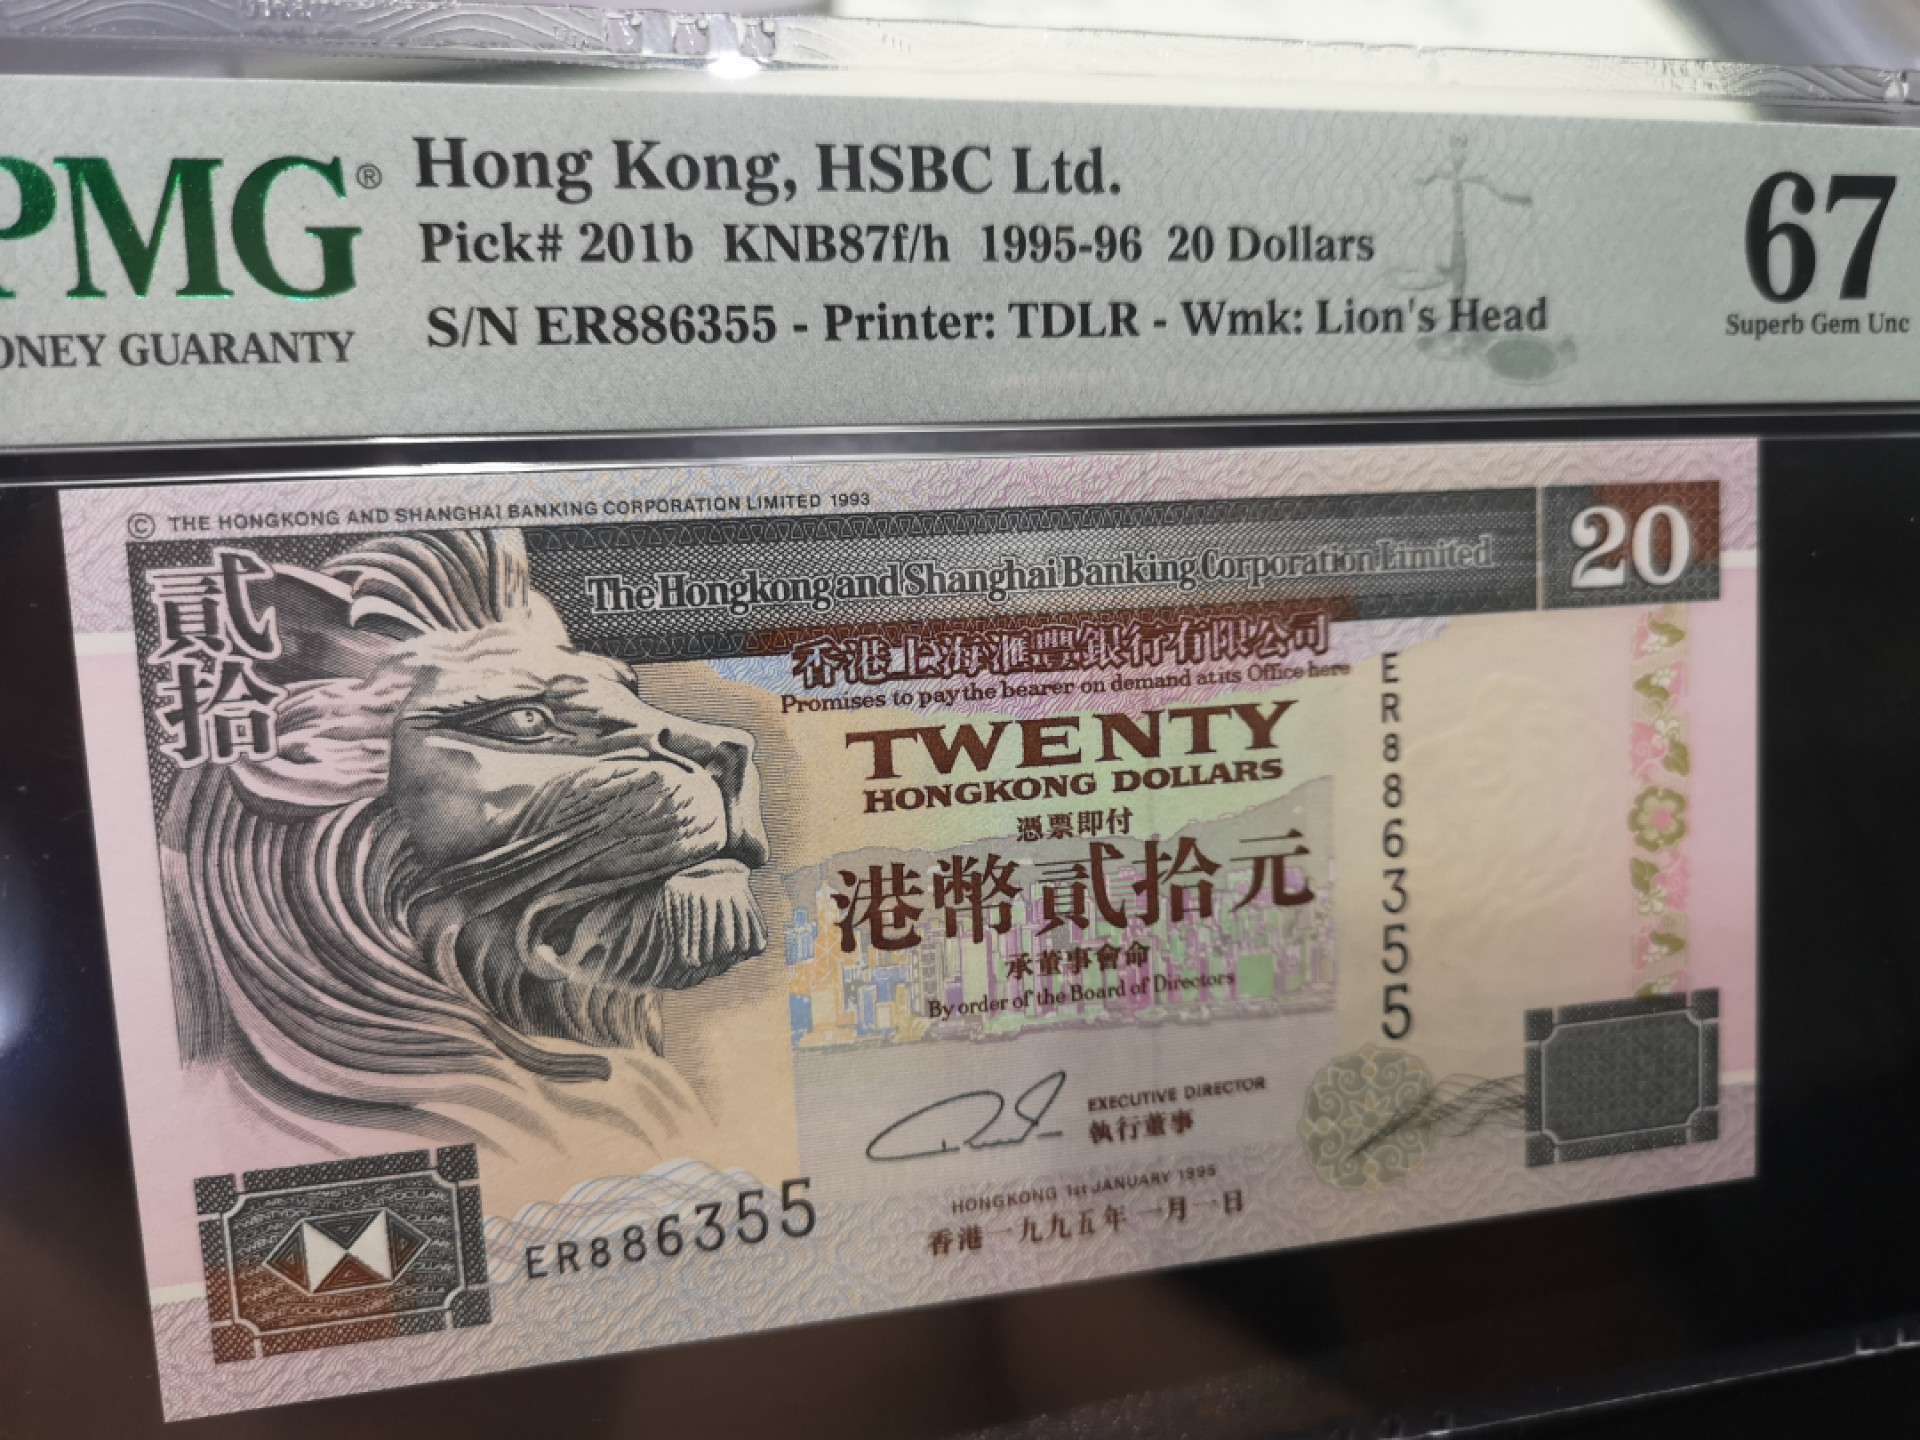 PMG®
MONEY GUARANTY
Hong Kong, HSBC Ltd.
Pick# 201b KNB87f/h 1995-96 20 Dollars
S/N ER886355 - Printer: TDLR - Wmk: Lion's Head
67
Superb Gem Unc
© THE HONGKONG AND SHANGHAI BANKING CORPORATION LIMITED 1993
貳拾
The Hongkong and Shanghai Banking Corporation Limited
20
香港上海滙豐銀行有限公司
Promises to pay the bearer on demand at its Office here
TWENTY
HONGKONG DOLLARS
憑票即付
港幣貳拾元
承董事會命
By order of the Board of Directors
ER886355
EXECUTIVE DIRECTOR
執行董事
HONGKONG 1st JANUARY 1995
香港一九九五年一月一日
ER886355